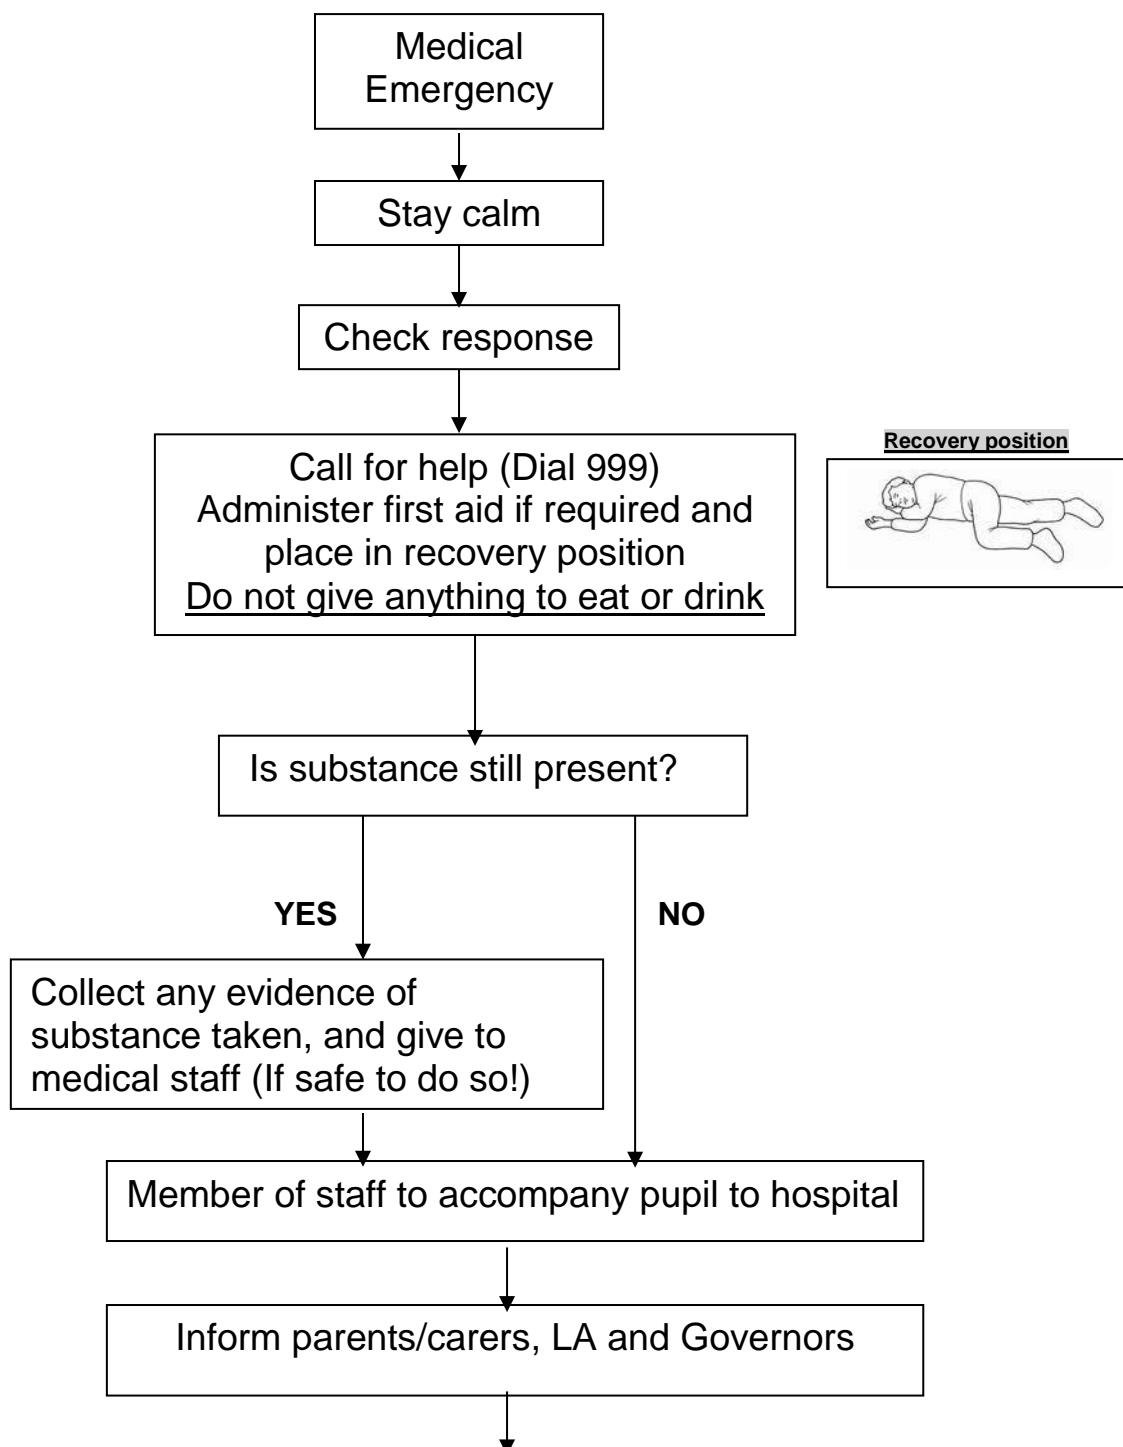 Medical
Emergency
Stay calm
Check response
Call for help (Dial 999)
Administer first aid if required and
place in recovery position
Do not give anything to eat or drink
Recovery position
Is substance still present?
YES
NO
Collect any evidence of
substance taken, and give to
medical staff (If safe to do so!)
Member of staff to accompany pupil to hospital
Inform parents/carers, LA and Governors